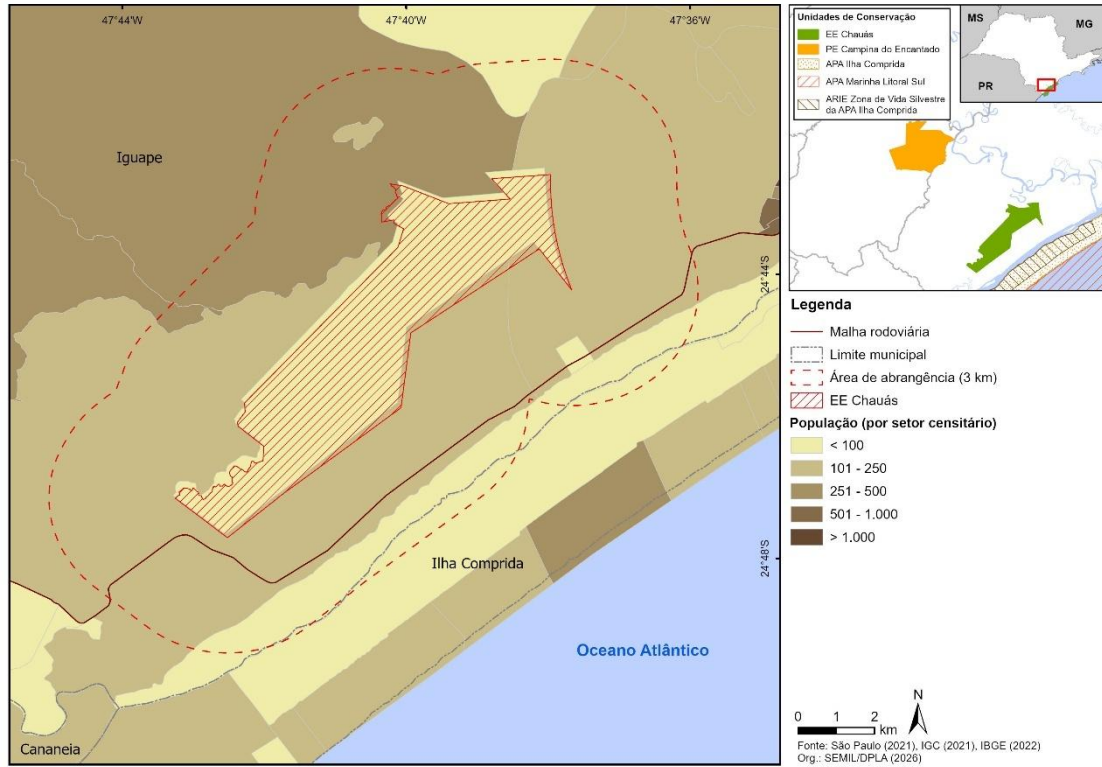 47°44'W
47°40'W
47°36'W
24°44'S
24°48'S
Iguape
Ilha Comprida
Oceano Atlântico
Cananeia
Unidades de Conservação
EE Chauás
PE Campina do Encantado
APA Ilha Comprida
APA Marinha Litoral Sul
ARIE Zona de Vida Silvestre
da APA Ilha Comprida
MS
MG
PR
Legenda
Malha rodoviária
Limite municipal
Área de abrangência (3 km)
EE Chauás
População (por setor censitário)
< 100
101 - 250
251 - 500
501 - 1.000
> 1.000
N
0 1 2
km
Fonte: São Paulo (2021), IGC (2021), IBGE (2022)
Org.: SEMIL/DPLA (2026)